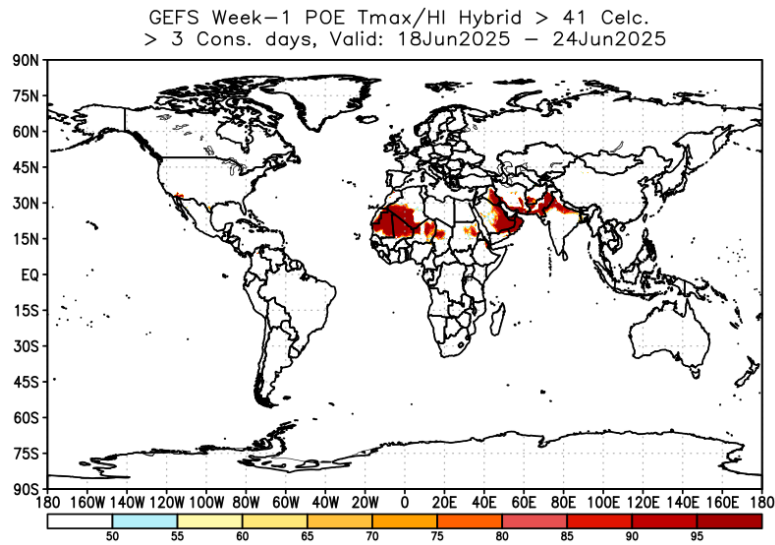 GEFS Week-1 POE Tmax/HI Hybrid > 41 Celc.
> 3 Cons. days, Valid: 18Jun2025 - 24Jun2025
90N
75N
60N
45N
30N
15N
EQ
15S
30S
45S
60S
75S
90S
180 160W 140W 120W 100W 80W 60W 40W 20W 0 20E 40E 60E 80E 100E 120E 140E 160E 180
50 55 60 65 70 75 80 85 90 95